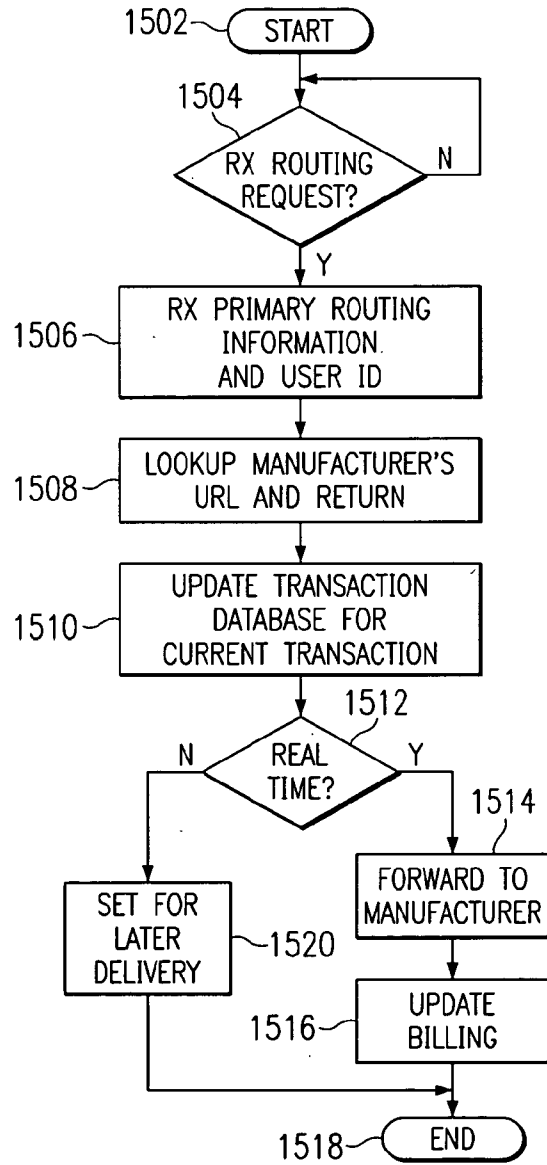 1502
START
1504
RX ROUTING
REQUEST?
N
Y
1506
RX PRIMARY ROUTING
INFORMATION
AND USER ID
1508
LOOKUP MANUFACTURER'S
URL AND RETURN
1510
UPDATE TRANSACTION
DATABASE FOR
CURRENT TRANSACTION
1512
N
REAL
TIME?
Y
1514
FORWARD TO
MANUFACTURER
SET FOR
LATER
DELIVERY
1520
1516
UPDATE
BILLING
1518
END